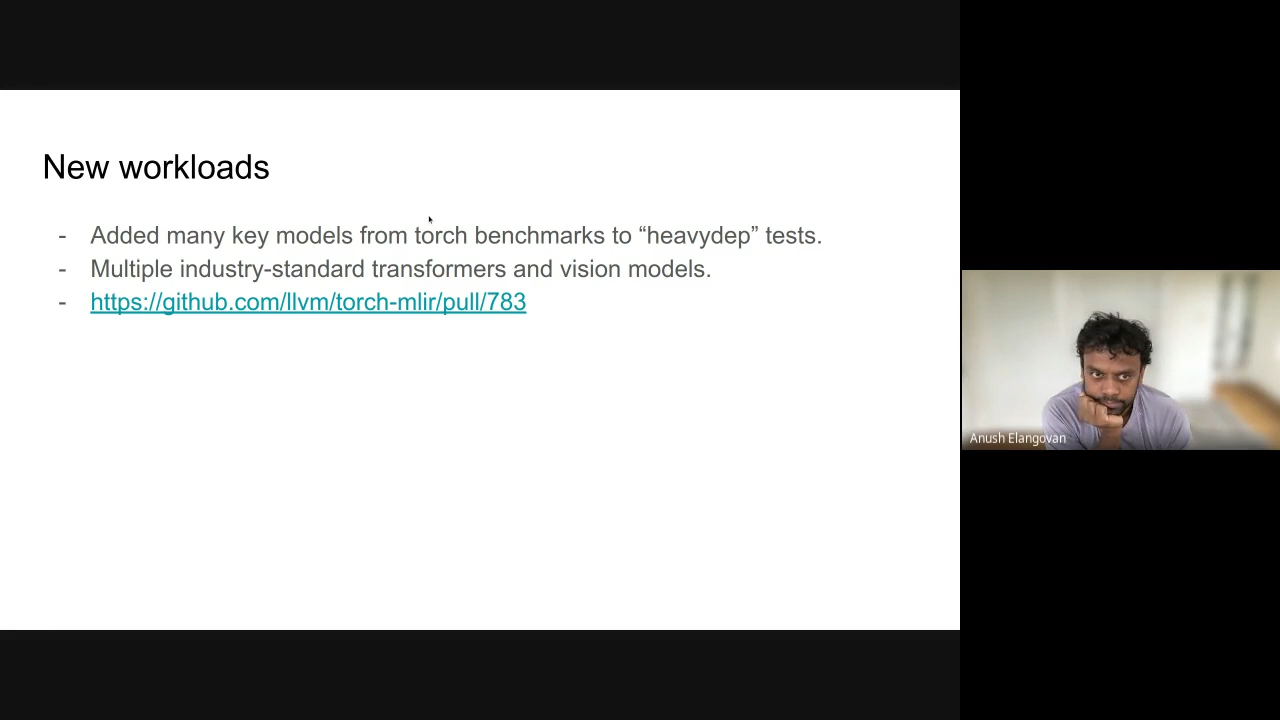 New workloads
- Added many key models from torch benchmarks to “heavydep” tests.
- Multiple industry-standard transformers and vision models.
- https://github.com/llvm/torch-mlir/pull/783
Anush Elangovan